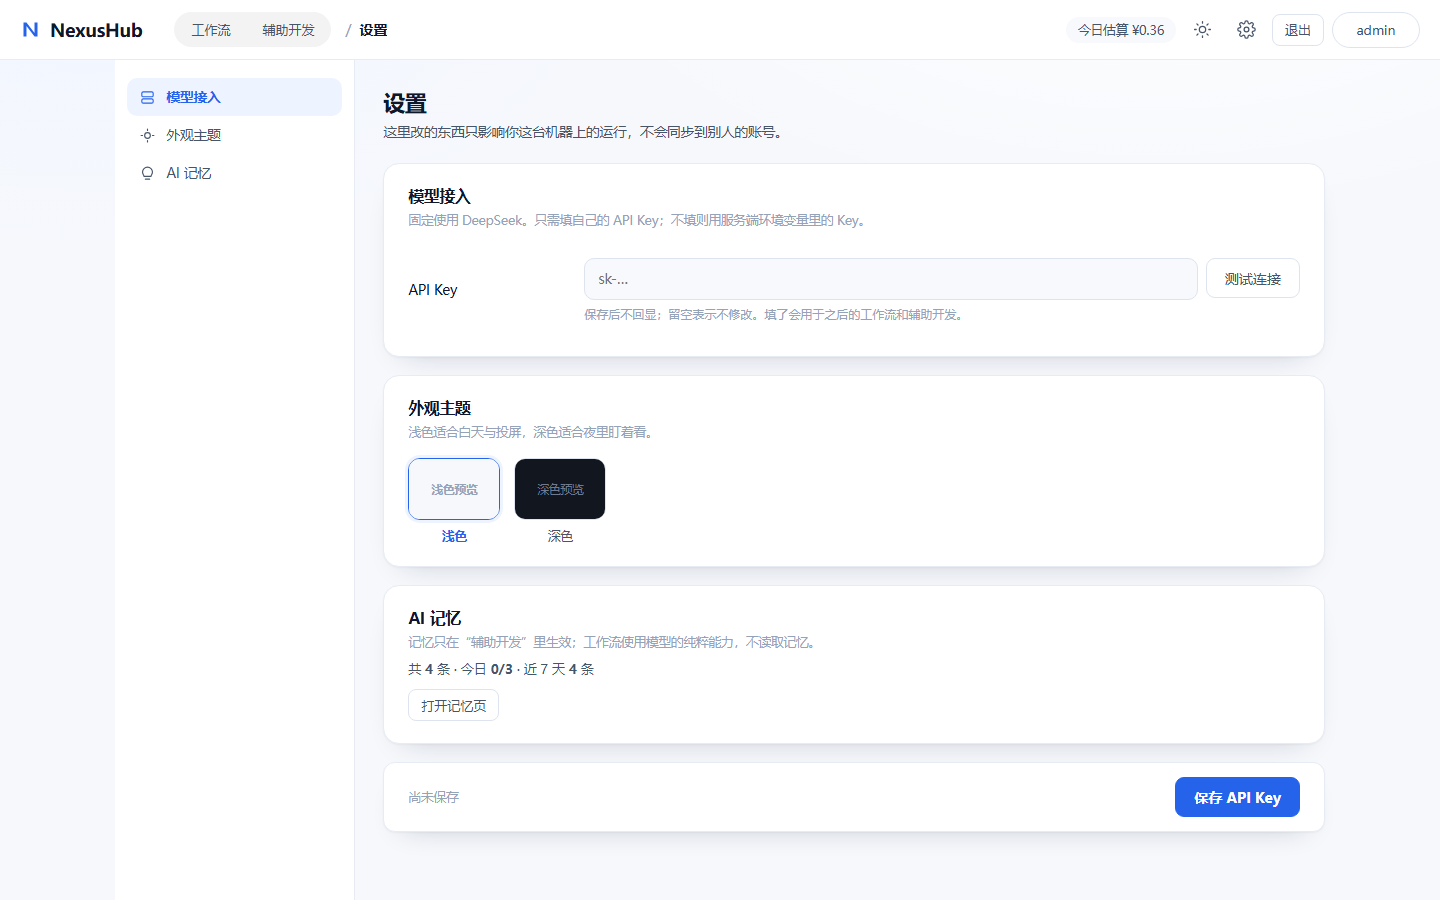 NexusHub 工作流 辅助开发 / 设置 今日估算 ¥0.36 退出 admin
模型接入
外观主题
AI 记忆
设置
这里改的东西只影响你这台机器上的运行，不会同步到别人的账号。
模型接入
固定使用 DeepSeek。只需填自己的 API Key；不填则用服务端环境变量里的 Key。
API Key sk-... 测试连接
保存后不回显；留空表示不修改。填了会用于之后的工作流和辅助开发。
外观主题
浅色适合白天与投屏，深色适合夜里盯着看。
浅色预览 深色预览
浅色 深色
AI 记忆
记忆只在“辅助开发”里生效；工作流使用模型的纯粹能力，不读取记忆。
共 4 条 · 今日 0/3 · 近 7 天 4 条
打开记忆页
尚未保存 保存 API Key